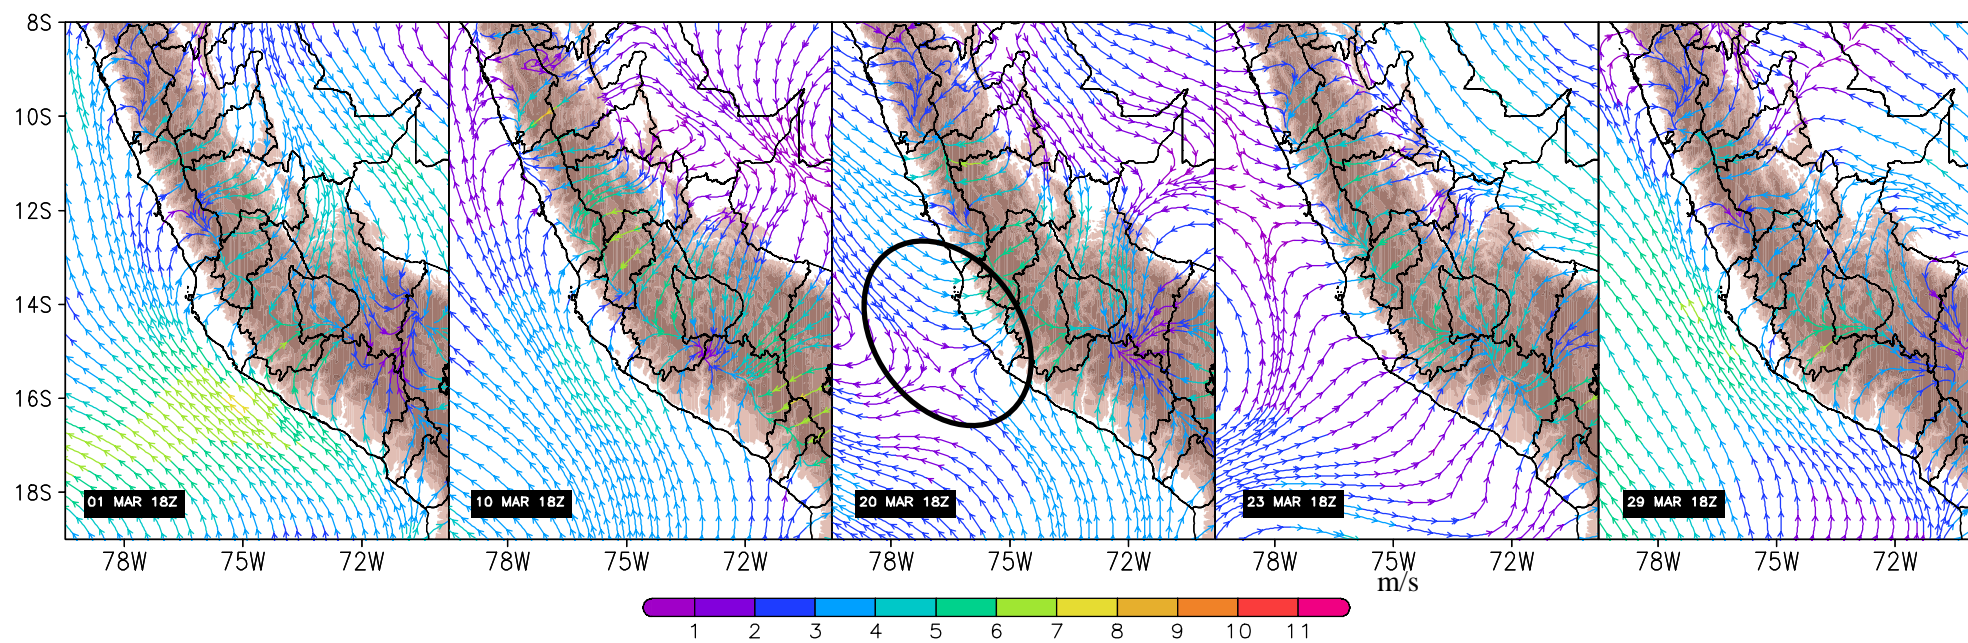 8S
10S
12S
14S
16S
18S
01 MAR 18Z
10 MAR 18Z
20 MAR 18Z
23 MAR 18Z
29 MAR 18Z
78W 75W 72W 78W 75W 72W 78W 75W 72W 78W 75W 72W 78W 75W 72W
m/s
1 2 3 4 5 6 7 8 9 10 11